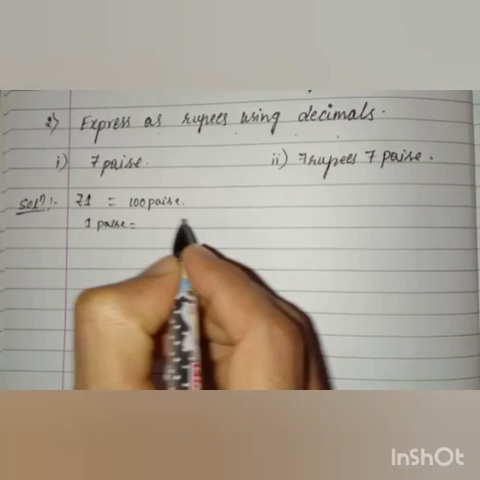 2) Express as rupees using decimals.
i) 7 paise. ii) 7 rupees 7 paise.
Solⁿ:- ₹1 = 100 paise.
1 paise =
InShOt